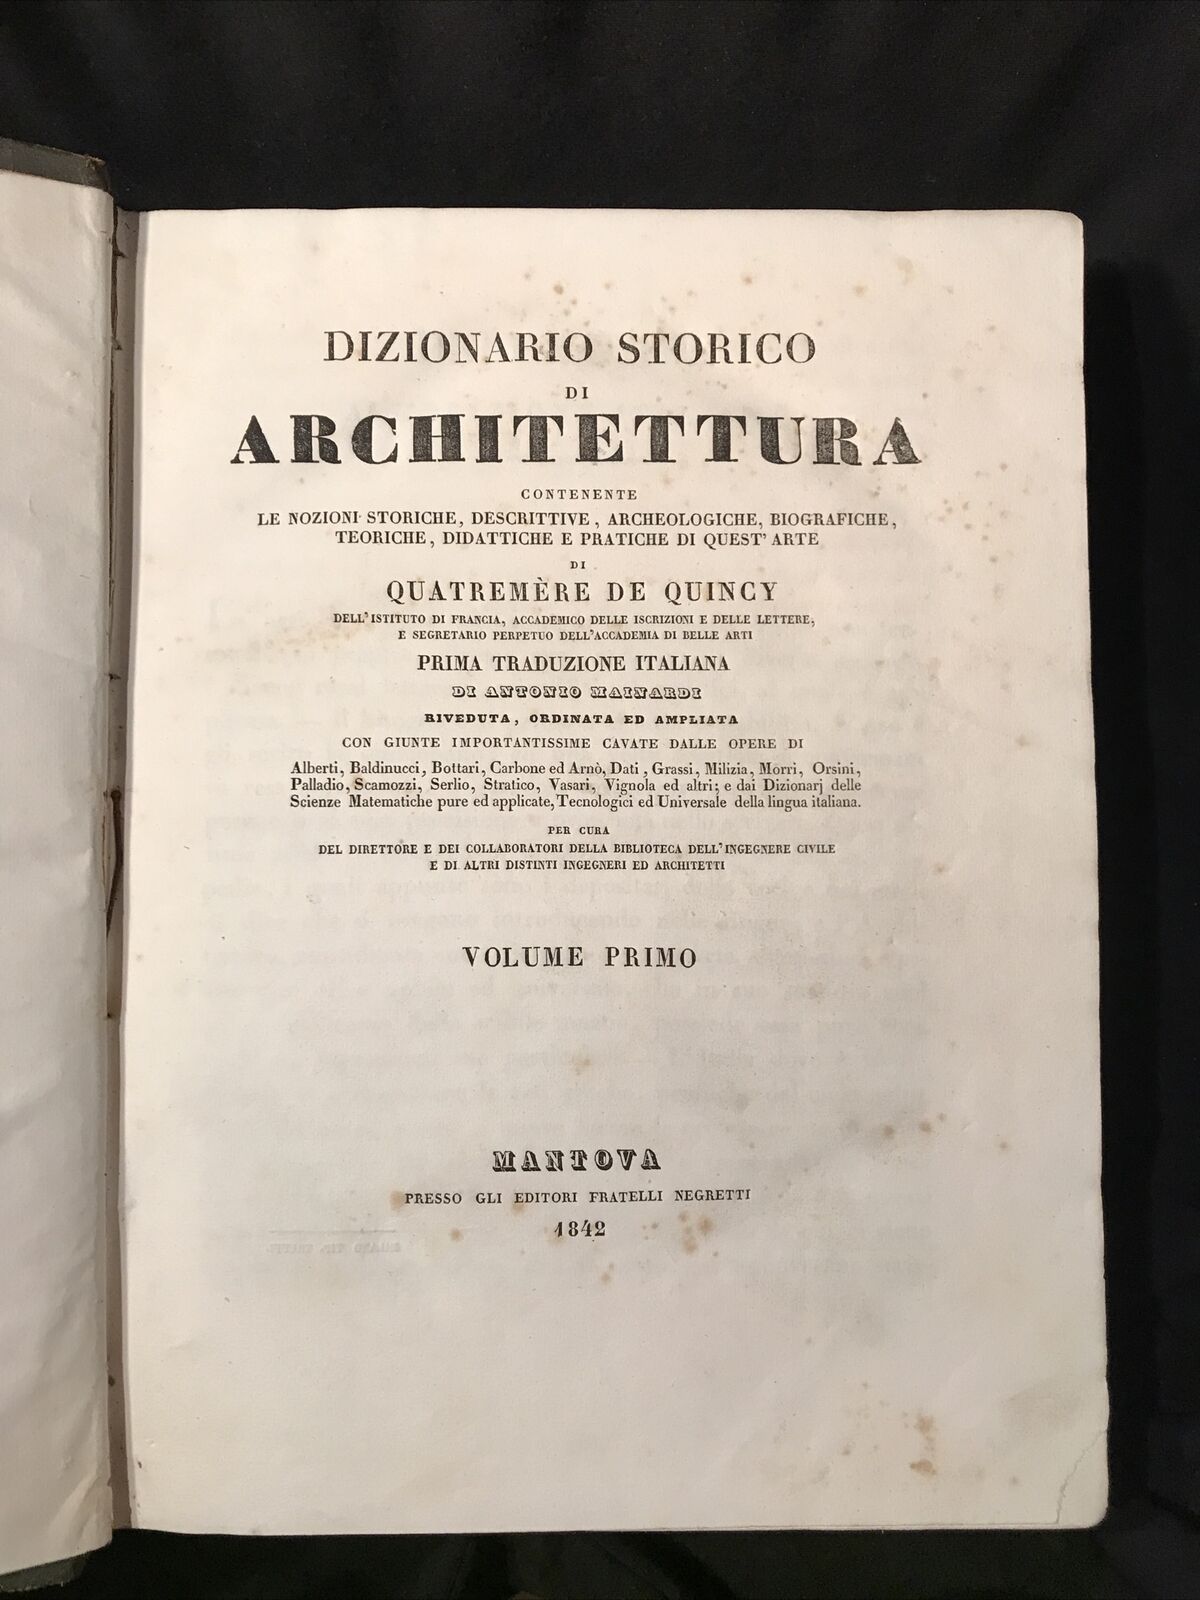 DIZIONARIO STORICO
DI
ARCHITETTURA
CONTENENTE
LE NOZIONI STORICHE, DESCRITTIVE, ARCHEOLOGICHE, BIOGRAFICHE,
TEORICHE, DIDATTICHE E PRATICHE DI QUEST' ARTE
DI
QUATREMÈRE DE QUINCY
DELL'ISTITUTO DI FRANCIA, ACCADEMICO DELLE ISCRIZIONI E DELLE LETTERE,
E SEGRETARIO PERPETUO DELL'ACCADEMIA DI BELLE ARTI
PRIMA TRADUZIONE ITALIANA
DI ANTONIO MAINARDI
RIVEDUTA, ORDINATA ED AMPLIATA
CON GIUNTE IMPORTANTISSIME CAVATE DALLE OPERE DI
Alberti, Baldinucci, Bottari, Carbone ed Arnò, Dati, Grassi, Milizia, Morri, Orsini,
Palladio, Scamozzi, Serlio, Stratico, Vasari, Vignola ed altri; e dai Dizionarj delle
Scienze Matematiche pure ed applicate, Tecnologici ed Universale della lingua italiana.
PER CURA
DEL DIRETTORE E DEI COLLABORATORI DELLA BIBLIOTECA DELL'INGEGNERE CIVILE
E DI ALTRI DISTINTI INGEGNERI ED ARCHITETTI
VOLUME PRIMO
MANTOVA
PRESSO GLI EDITORI FRATELLI NEGRETTI
1842